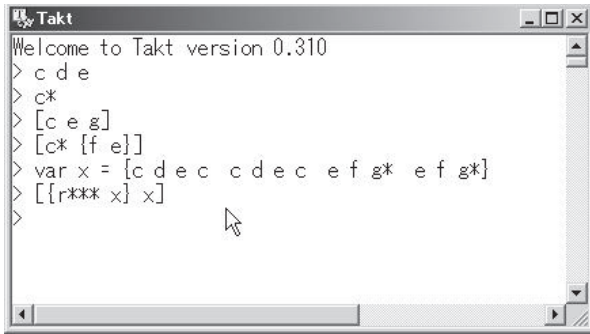 Takt
Welcome to Takt version 0.310
> c d e
> c*
> [c e g]
> [c* {f e}]
> var x = {c d e c  c d e c  e f g*  e f g*}
> [{r*** x} x]
>